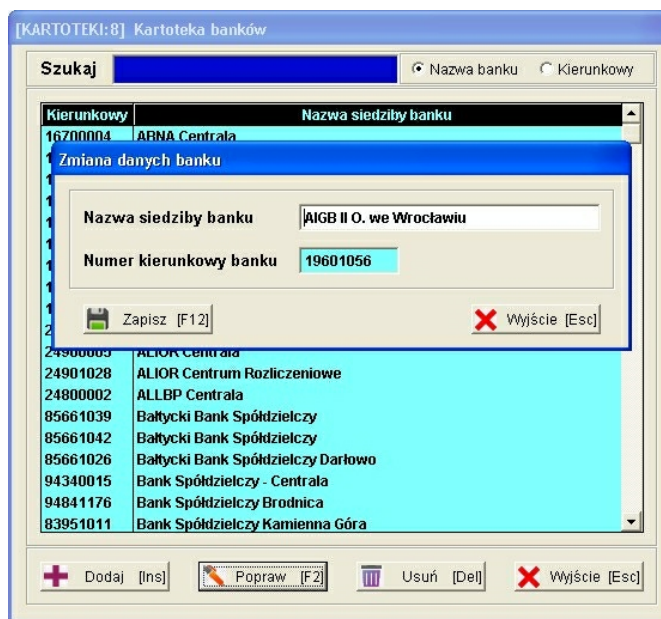 [KARTOTEKI:8] Kartoteka banków
Szukaj Nazwa banku Kierunkowy
Kierunkowy Nazwa siedziby banku
16700004 ABNA Centrala
Zmiana danych banku
Nazwa siedziby banku AIGB II O. we Wrocławiu
Numer kierunkowy banku 19601056
Zapisz [F12] Wyjście [Esc]
24900005 ALIOR Centrala
24901028 ALIOR Centrum Rozliczeniowe
24800002 ALLBP Centrala
85661039 Bałtycki Bank Spółdzielczy
85661042 Bałtycki Bank Spółdzielczy
85661026 Bałtycki Bank Spółdzielczy Darłowo
94340015 Bank Spółdzielczy - Centrala
94841176 Bank Spółdzielczy Brodnica
83951011 Bank Spółdzielczy Kamienna Góra
Dodaj [Ins] Popraw [F2] Usuń [Del] Wyjście [Esc]